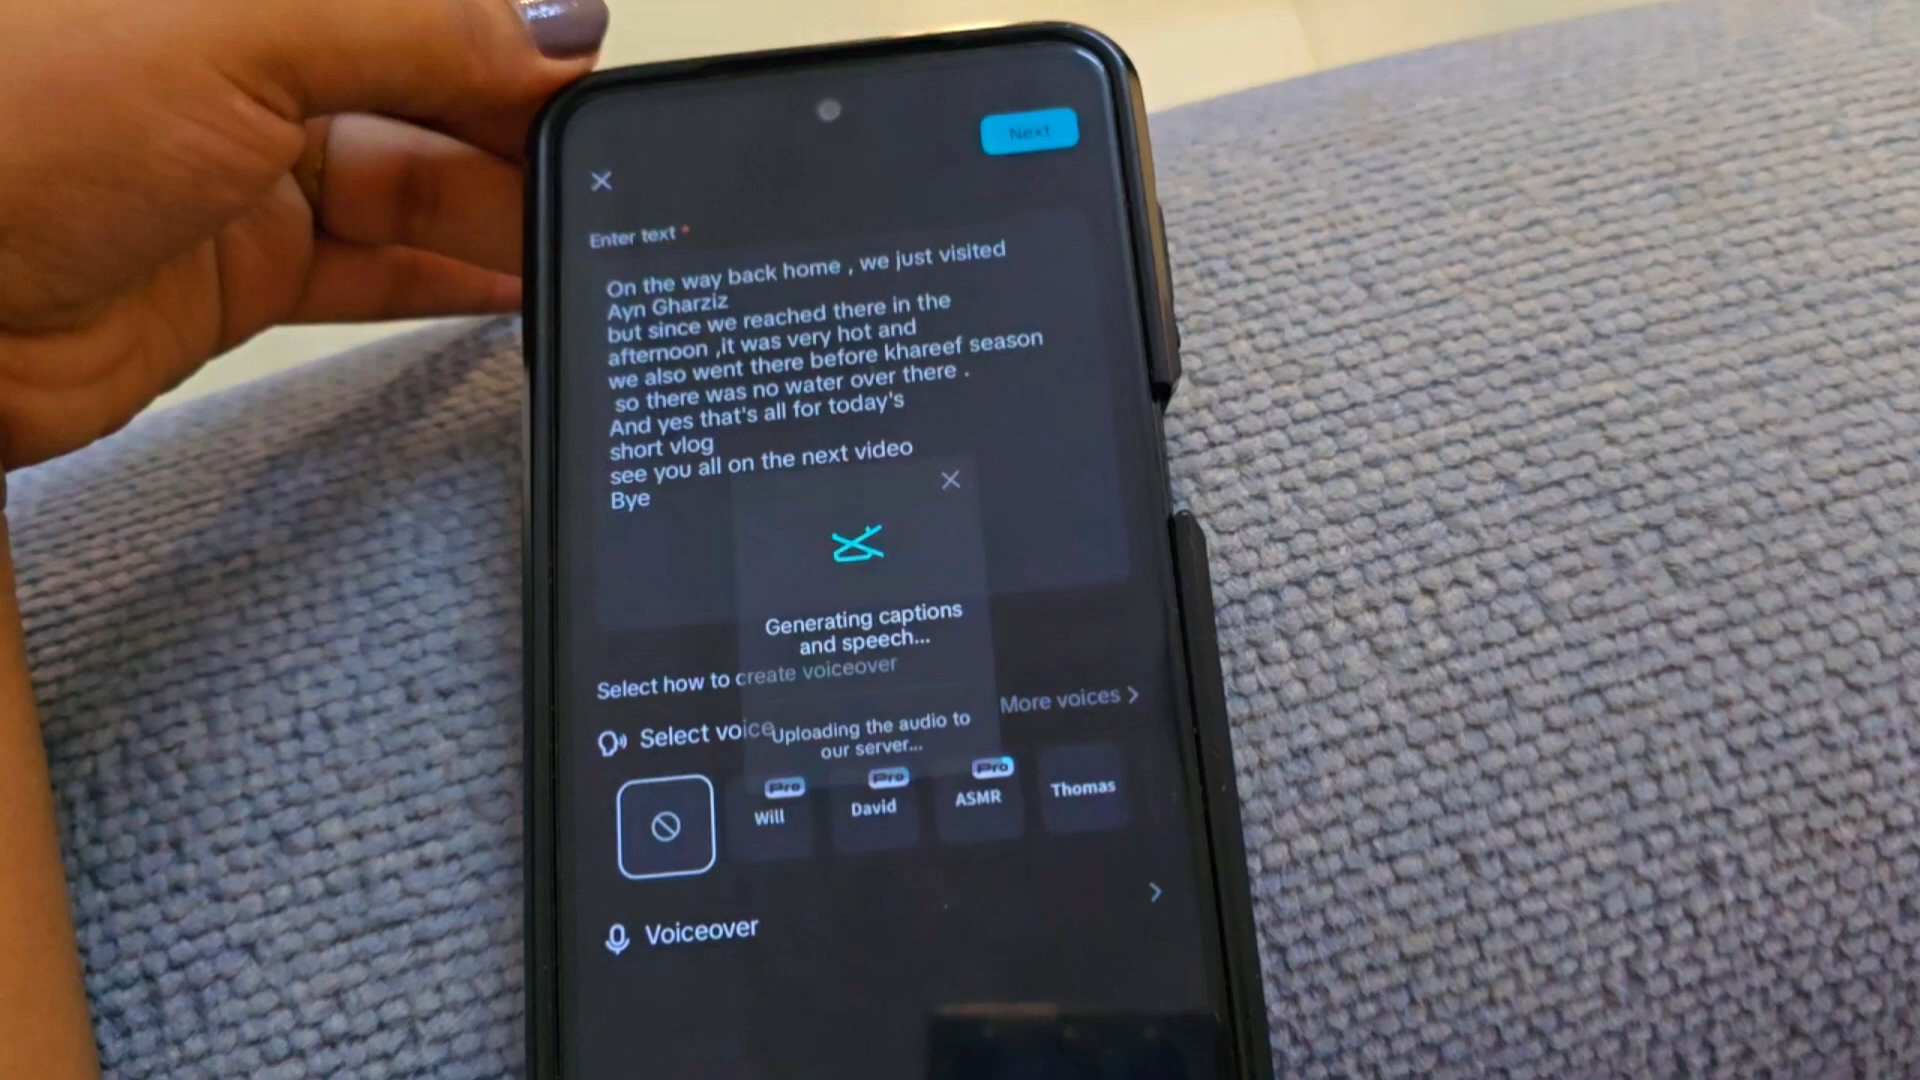 Next
Enter text *
On the way back home , we just visited
Ayn Gharziz
but since we reached there in the
afternoon ,it was very hot and
we also went there before khareef season
so there was no water over there .
And yes that's all for today's
short vlog
see you all on the next video
Bye
Generating captions
and speech...
Select how to create voiceover
More voices
Select voice
Uploading the audio to
our server...
Pro
Pro
Pro
Will
David
ASMR
Thomas
Voiceover